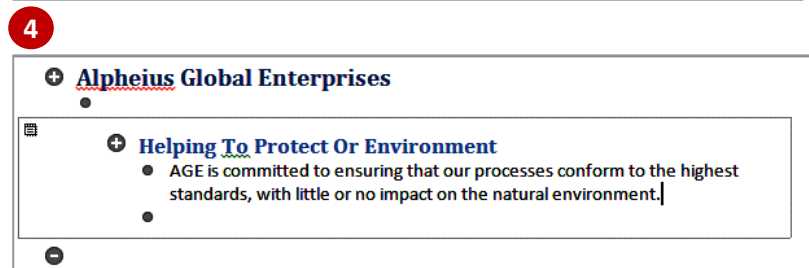 4
Alpheius Global Enterprises
Helping To Protect Or Environment
AGE is committed to ensuring that our processes conform to the highest
standards, with little or no impact on the natural environment.